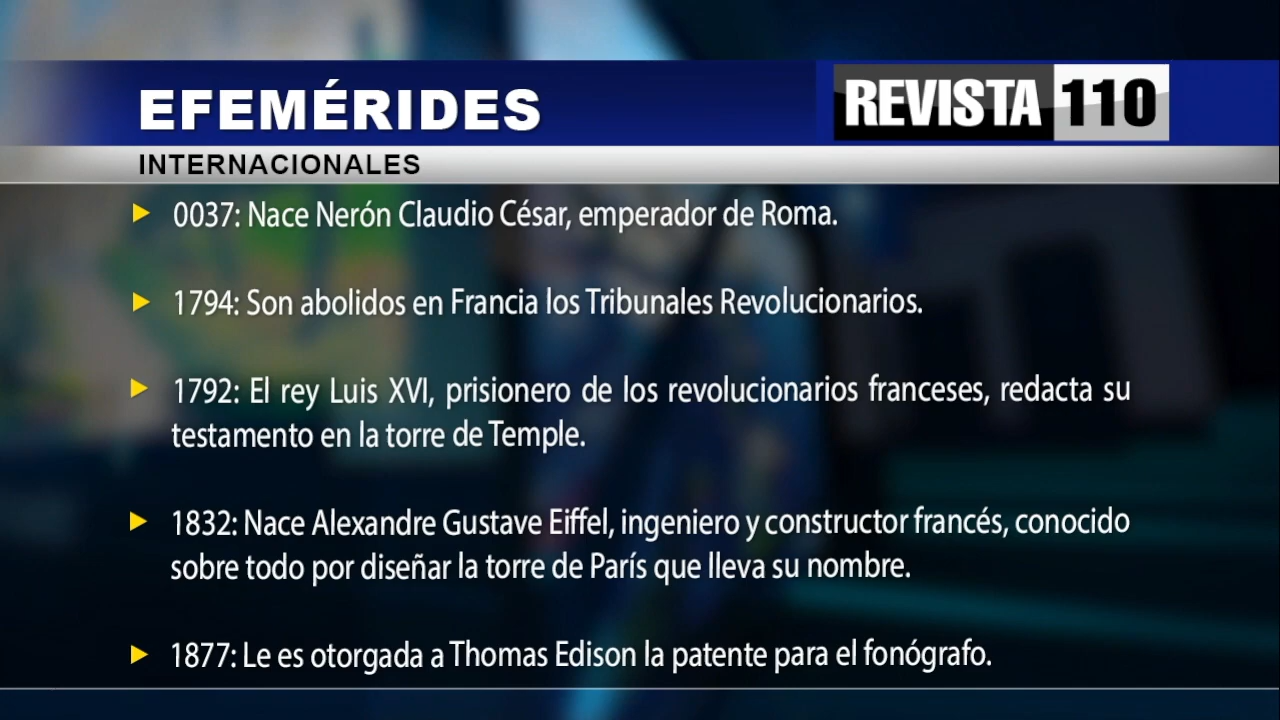 EFEMÉRIDES
REVISTA 110
INTERNACIONALES
0037: Nace Nerón Claudio César, emperador de Roma.
1794: Son abolidos en Francia los Tribunales Revolucionarios.
1792: El rey Luis XVI, prisionero de los revolucionarios franceses, redacta su
testamento en la torre de Temple.
1832: Nace Alexandre Gustave Eiffel, ingeniero y constructor francés, conocido
sobre todo por diseñar la torre de París que lleva su nombre.
1877: Le es otorgada a Thomas Edison la patente para el fonógrafo.